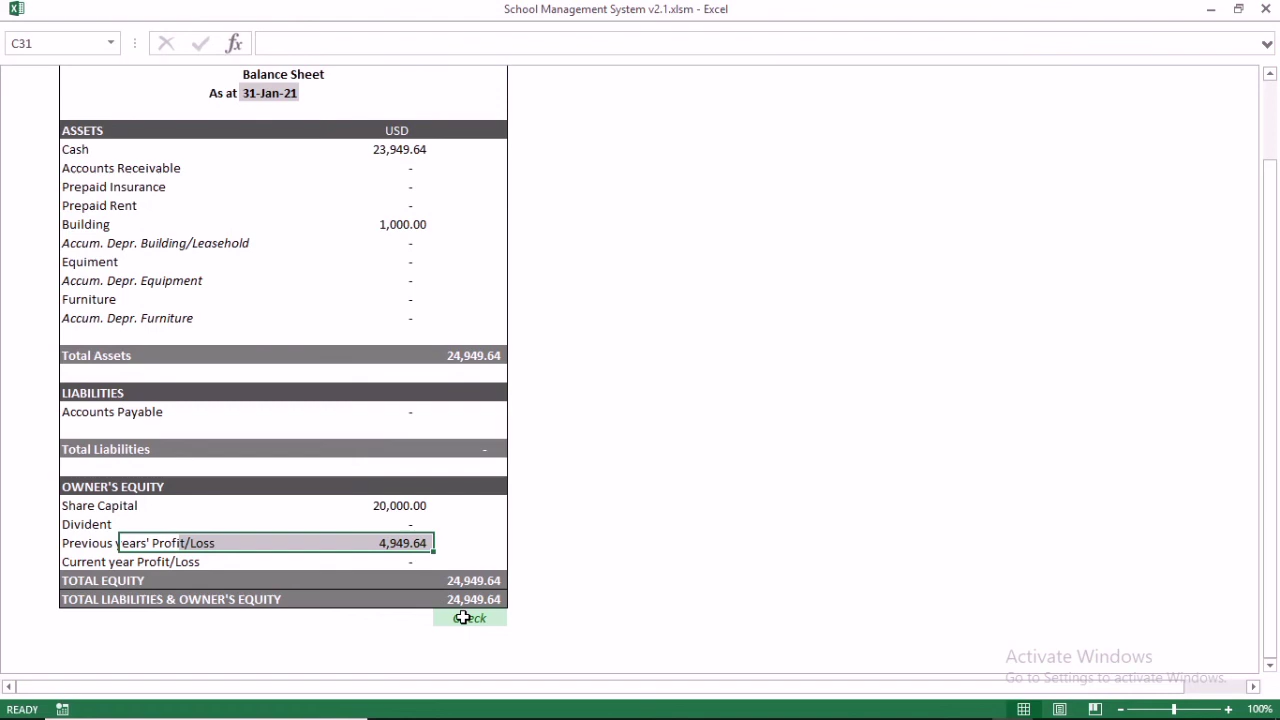 School Management System v2.1.xlsm - Excel
C31
Balance Sheet
As at 31-Jan-21
ASSETS USD
Cash 23,949.64
Accounts Receivable -
Prepaid Insurance -
Prepaid Rent -
Building 1,000.00
Accum. Depr. Building/Leasehold -
Equiment -
Accum. Depr. Equipment -
Furniture -
Accum. Depr. Furniture -
Total Assets 24,949.64
LIABILITIES
Accounts Payable -
Total Liabilities -
OWNER'S EQUITY
Share Capital 20,000.00
Divident -
Previous years' Profit/Loss 4,949.64
Current year Profit/Loss -
TOTAL EQUITY 24,949.64
TOTAL LIABILITIES & OWNER'S EQUITY 24,949.64
Check
Activate Windows
Go to Settings to activate Windows.
READY 100%